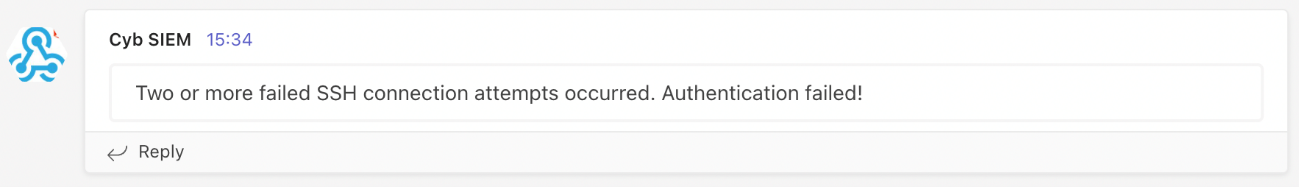 Cyb SIEM 15:34
Two or more failed SSH connection attempts occurred. Authentication failed!
Reply